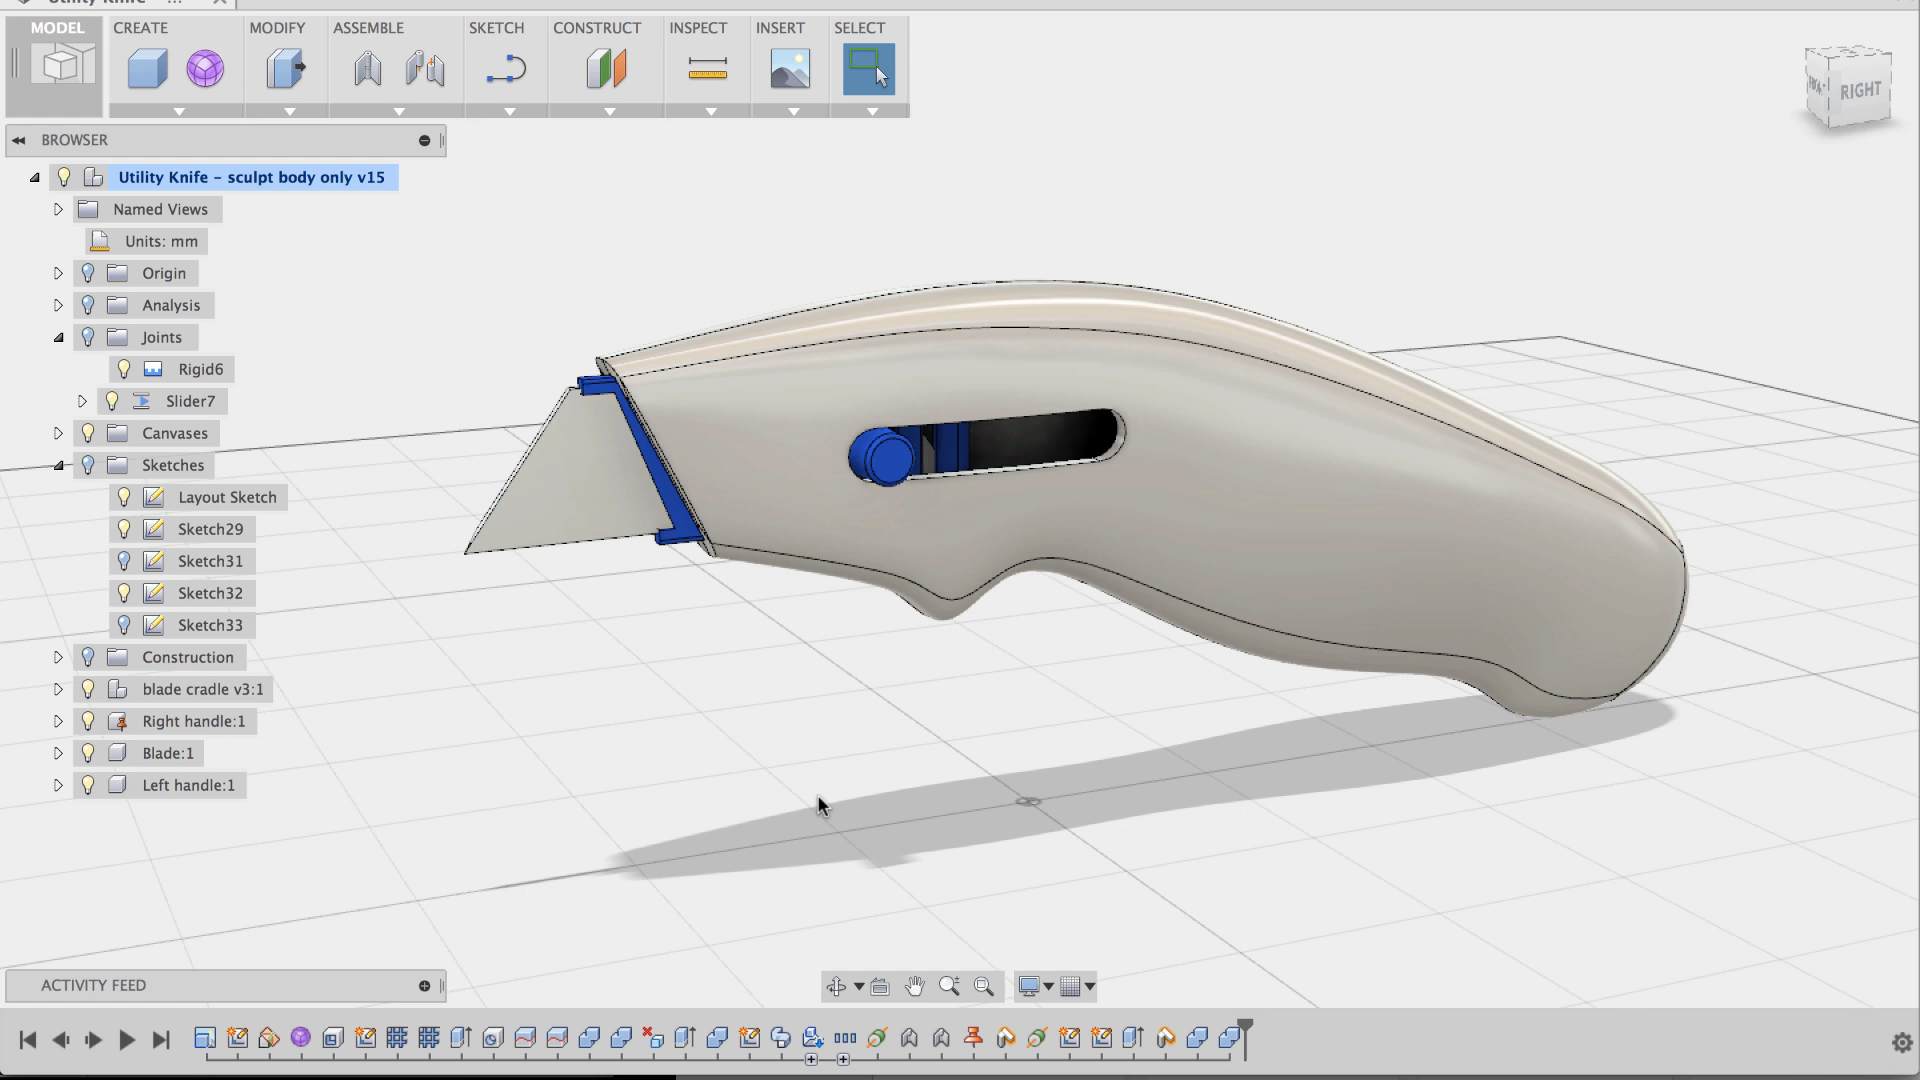 Utility Knife – ...
MODEL CREATE MODIFY ASSEMBLE SKETCH CONSTRUCT INSPECT INSERT SELECT
RIGHT
BROWSER
Utility Knife – sculpt body only v15
Named Views
Units: mm
Origin
Analysis
Joints
Rigid6
Slider7
Canvases
Sketches
Layout Sketch
Sketch29
Sketch31
Sketch32
Sketch33
Construction
blade cradle v3:1
Right handle:1
Blade:1
Left handle:1
ACTIVITY FEED